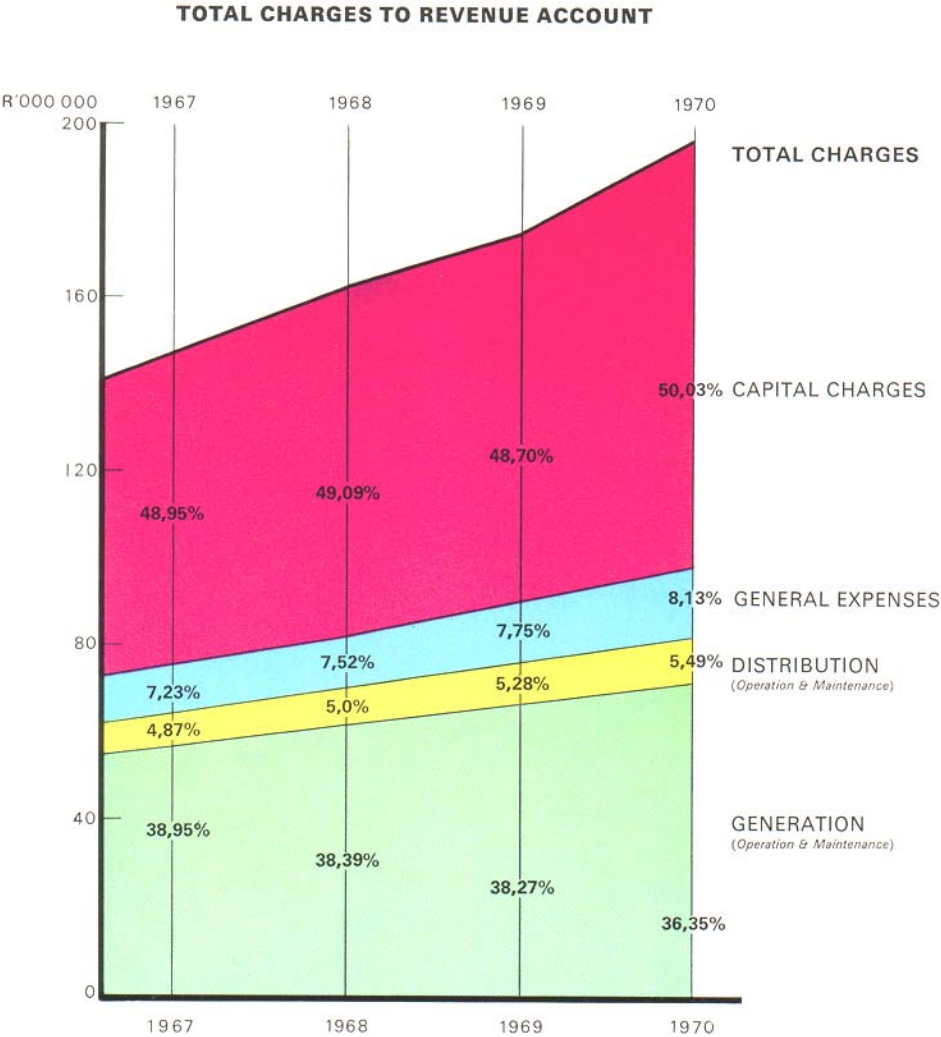 TOTAL CHARGES TO REVENUE ACCOUNT
R'000 000 1967 1968 1969 1970
200
TOTAL CHARGES
160
50,03% CAPITAL CHARGES
48,70%
120
49,09%
48,95%
8,13% GENERAL EXPENSES
7,75%
80
7,52%
5,49% DISTRIBUTION
(Operation & Maintenance)
5,28%
7,23%
5,0%
4,87%
40
GENERATION
(Operation & Maintenance)
38,95%
38,39%
38,27%
36,35%
0
1967 1968 1969 1970